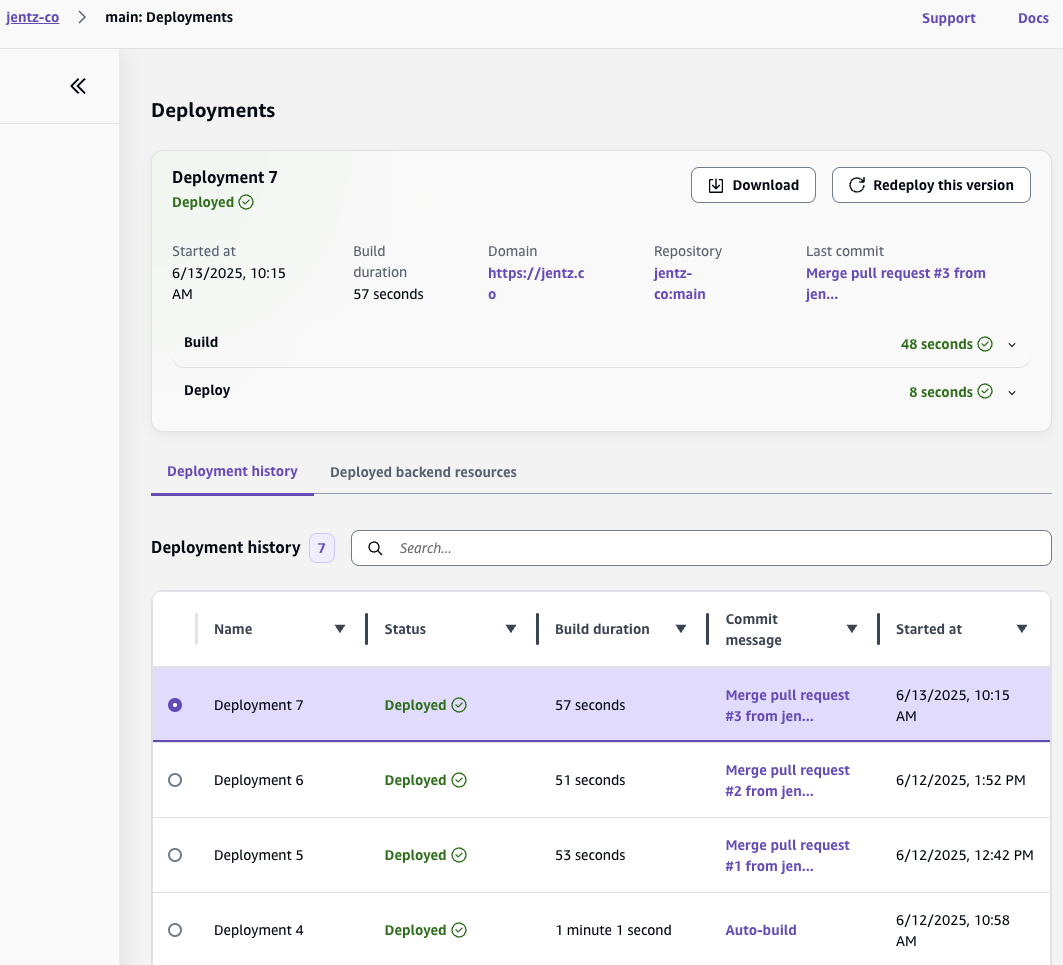 jentz-co
main: Deployments
Support
Docs
Deployments
Deployment 7
Deployed
Download
Redeploy this version
Started at
6/13/2025, 10:15
AM
Build
duration
57 seconds
Domain
https://jentz.c
o
Repository
jentz-
co:main
Last commit
Merge pull request #3 from
jen...
Build
48 seconds
Deploy
8 seconds
Deployment history
Deployed backend resources
Deployment history
7
Search...
Name
Status
Build duration
Commit
message
Started at
Deployment 7
Deployed
57 seconds
Merge pull request
#3 from jen...
6/13/2025, 10:15
AM
Deployment 6
Deployed
51 seconds
Merge pull request
#2 from jen...
6/12/2025, 1:52 PM
Deployment 5
Deployed
53 seconds
Merge pull request
#1 from jen...
6/12/2025, 12:42 PM
Deployment 4
Deployed
1 minute 1 second
Auto-build
6/12/2025, 10:58
AM